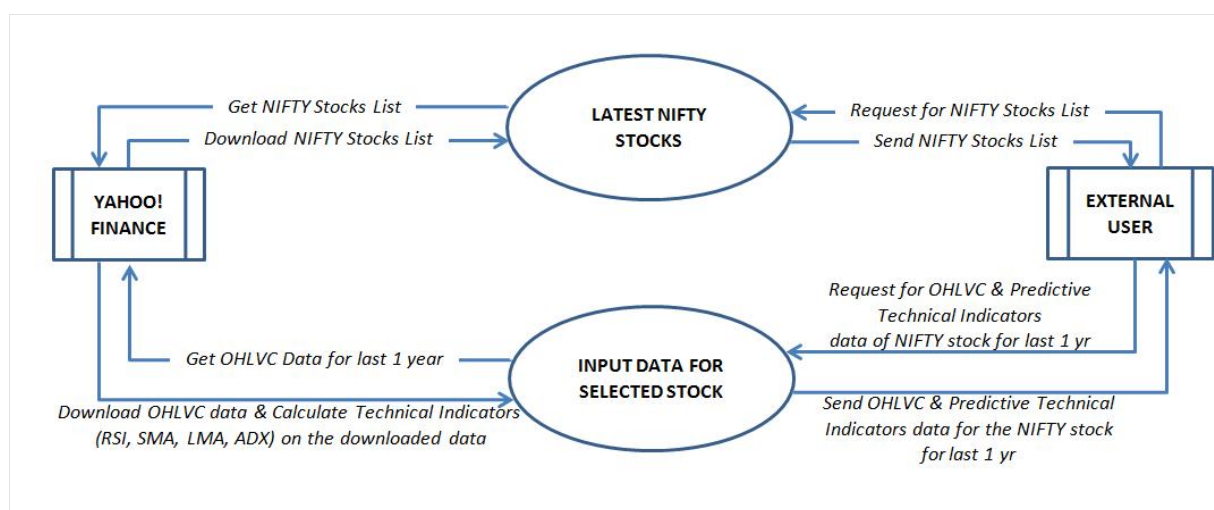 Get NIFTY Stocks List
Download NIFTY Stocks List
LATEST NIFTY
STOCKS
Request for NIFTY Stocks List
Send NIFTY Stocks List
YAHOO!
FINANCE
EXTERNAL
USER
Request for OHLVC & Predictive
Technical Indicators
data of NIFTY stock for last 1 yr
Get OHLVC Data for last 1 year
INPUT DATA FOR
SELECTED STOCK
Download OHLVC data & Calculate Technical Indicators
(RSI, SMA, LMA, ADX) on the downloaded data
Send OHLVC & Predictive Technical
Indicators data for the NIFTY stock
for last 1 yr